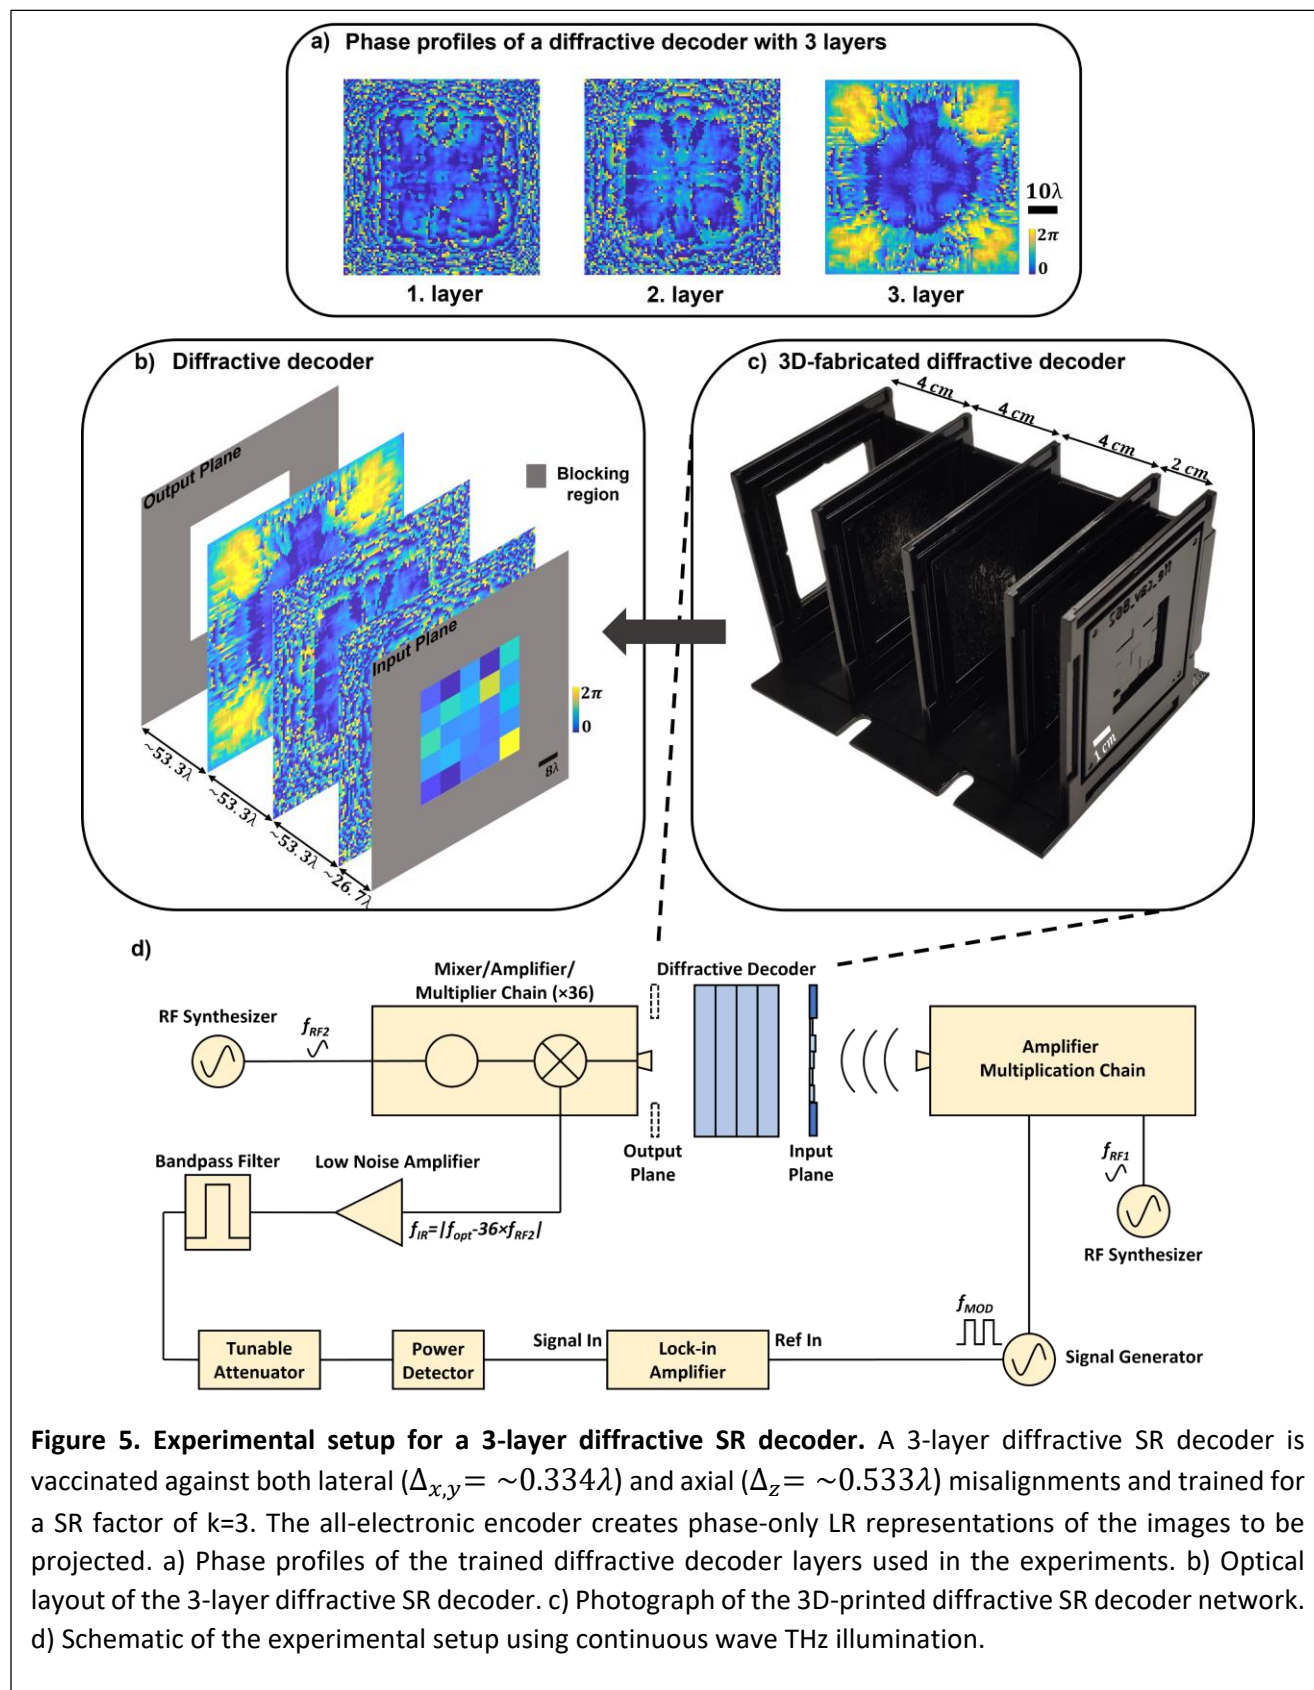 a) Phase profiles of a diffractive decoder with 3 layers
10λ
2π
0
1. layer
2. layer
3. layer
b) Diffractive decoder
Output Plane
Blocking
region
Input Plane
2π
0
8λ
~53.3λ
~53.3λ
~53.3λ
~26.7λ
c) 3D-fabricated diffractive decoder
4 cm
4 cm
4 cm
2 cm
1 cm
d)
Mixer/Amplifier/
Multiplier Chain (×36)
Diffractive Decoder
RF Synthesizer
f_RF2
Amplifier
Multiplication Chain
Output
Plane
Input
Plane
Bandpass Filter
Low Noise Amplifier
f_IR=|f_opt-36×f_RF2|
f_RF1
RF Synthesizer
f_MOD
Tunable
Attenuator
Power
Detector
Signal In
Lock-in
Amplifier
Ref In
Signal Generator
Figure 5. Experimental setup for a 3-layer diffractive SR decoder. A 3-layer diffractive SR decoder is
vaccinated against both lateral (Δx,y= ~0.334λ) and axial (Δz= ~0.533λ) misalignments and trained for
a SR factor of k=3. The all-electronic encoder creates phase-only LR representations of the images to be
projected. a) Phase profiles of the trained diffractive decoder layers used in the experiments. b) Optical
layout of the 3-layer diffractive SR decoder. c) Photograph of the 3D-printed diffractive SR decoder network.
d) Schematic of the experimental setup using continuous wave THz illumination.